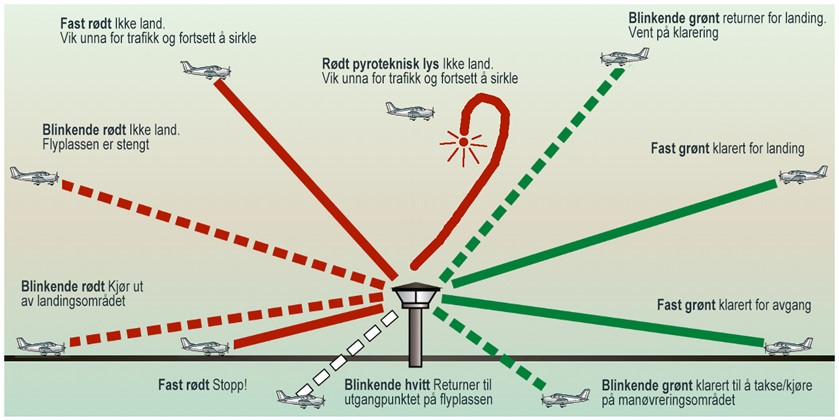 Fast rødt Ikke land.
Vik unna for trafikk og fortsett å sirkle
Rødt pyroteknisk lys Ikke land.
Vik unna for trafikk og fortsett å sirkle
Blinkende grønt returner for landing.
Vent på klarering
Blinkende rødt Ikke land.
Flyplassen er stengt
Fast grønt klarert for landing
Blinkende rødt Kjør ut
av landingsområdet
Fast grønt klarert for avgang
Fast rødt Stopp!
Blinkende hvitt Returner til
utgangpunktet på flyplassen
Blinkende grønt klarert til å takse/kjøre
på manøvreringsområdet